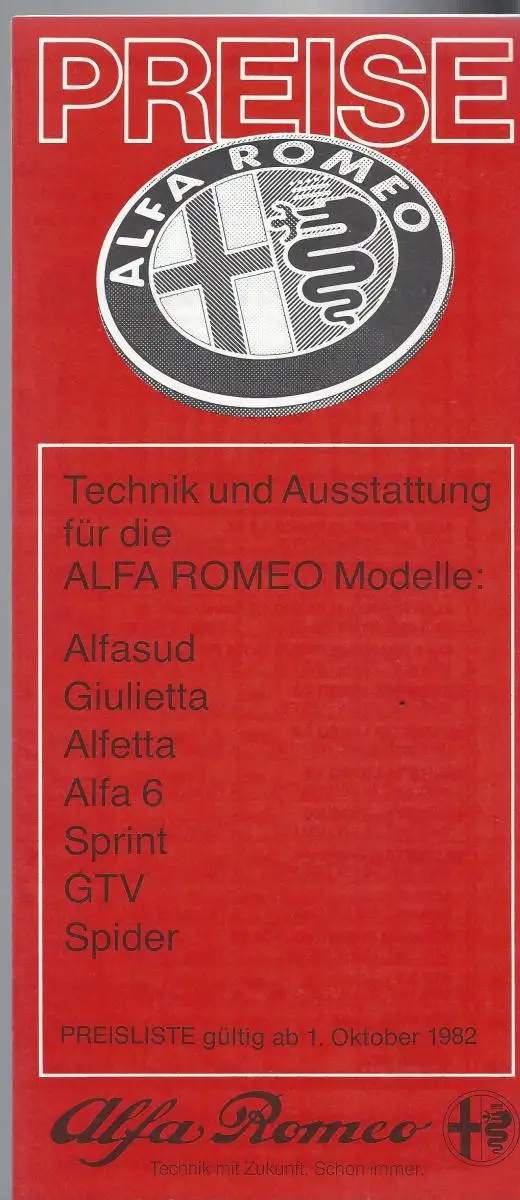 PREISE
ALFA ROMEO
Technik und Ausstattung
für die
ALFA ROMEO Modelle:
Alfasud
Giulietta
Alfetta
Alfa 6
Sprint
GTV
Spider
PREISLISTE gültig ab 1. Oktober 1982
Alfa Romeo
Technik mit Zukunft. Schon immer.